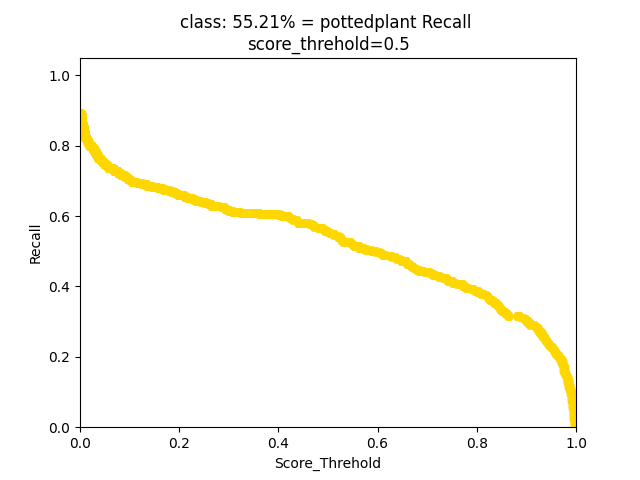 class: 55.21% = pottedplant Recall
score_threhold=0.5
1.0
0.8
0.6
0.4
0.2
0.0
Recall
0.0 0.2 0.4 0.6 0.8 1.0
Score_Threhold